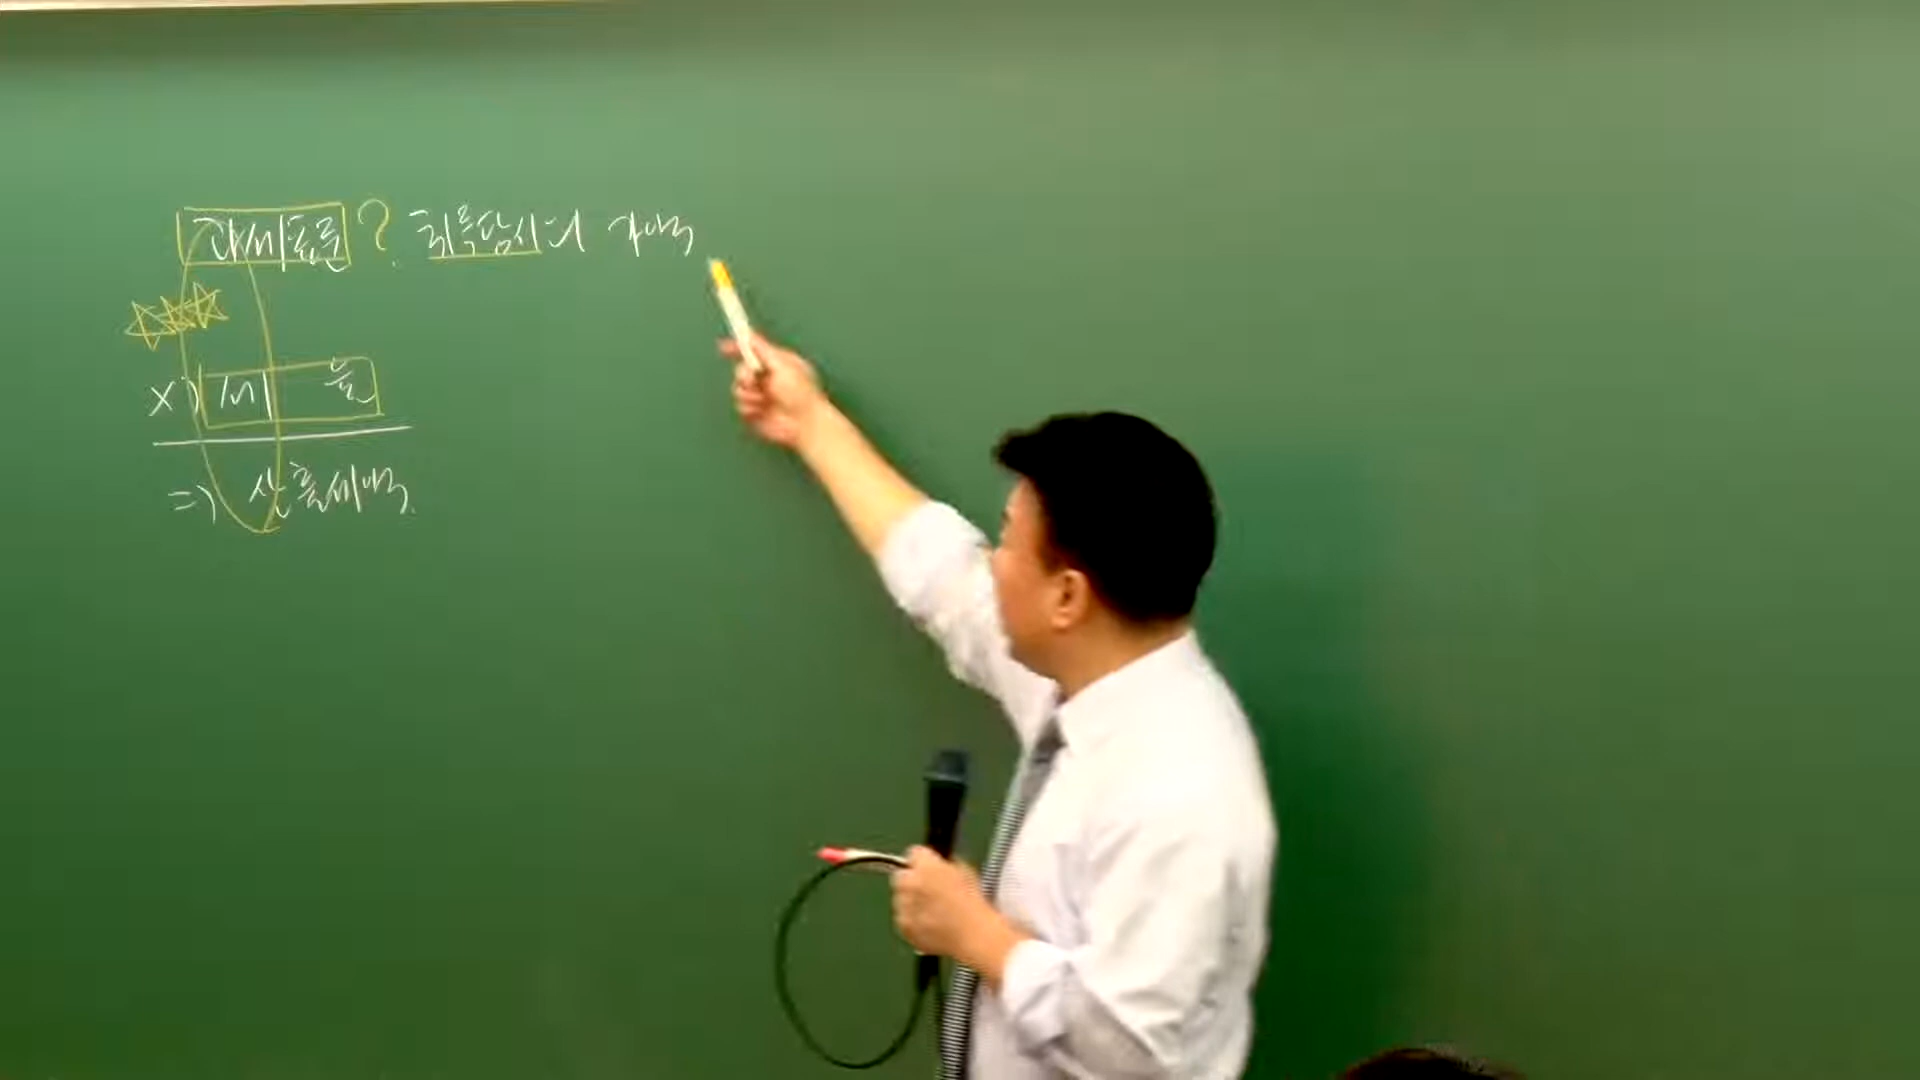 과세표준 ? 취득당시의 가액
x) 세 율
=> 산출세액.